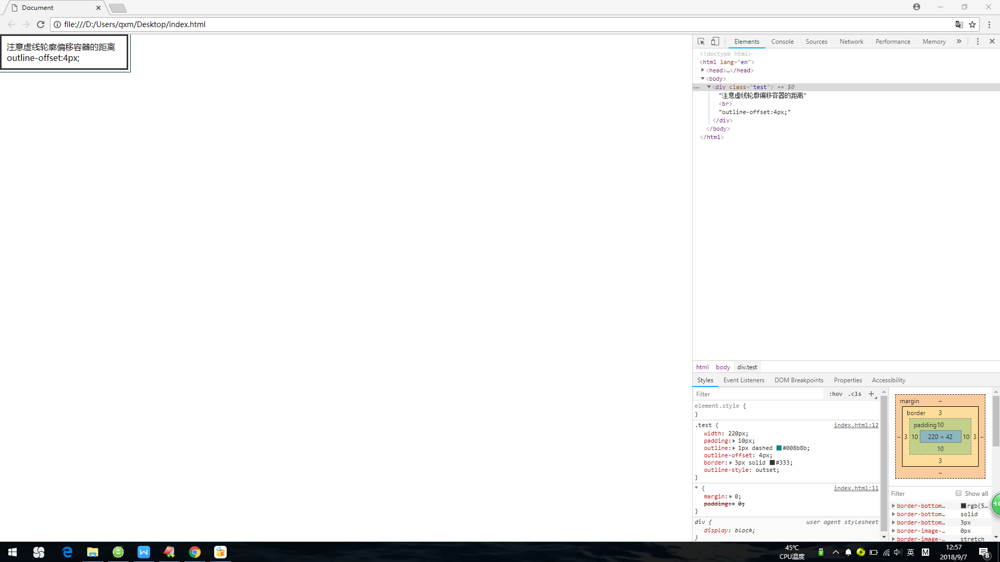 Document
file:///D:/Users/qxm/Desktop/index.html
注意虚线轮廓偏移容器的距离
outline-offset:4px;
Elements Console Sources Network Performance Memory
<!doctype html>
<html lang="en">
<head>…</head>
<body>
<div class="test"> == $0
"注意虚线轮廓偏移容器的距离"
<br>
"outline-offset:4px;"
</div>
</body>
</html>
html body div.test
Styles Event Listeners DOM Breakpoints Properties Accessibility
Filter :hov .cls +
element.style {
}
.test { index.html:12
width: 220px;
padding: 10px;
outline: 1px dashed #008b8b;
outline-offset: 4px;
border: 3px solid #333;
outline-style: outset;
}
* { index.html:11
margin: 0;
padding: 0;
}
div { user agent stylesheet
display: block;
}
margin –
border 3
padding 10
– 3 10 220 × 42 10 3 –
10
3
–
Filter Show all
border-bottom… rgb(5…
border-bottom… solid
border-bottom… 3px
border-image-… 0px
border-image-… stretch
41
45℃
CPU温度
英
M
12:57
2018/9/7
8